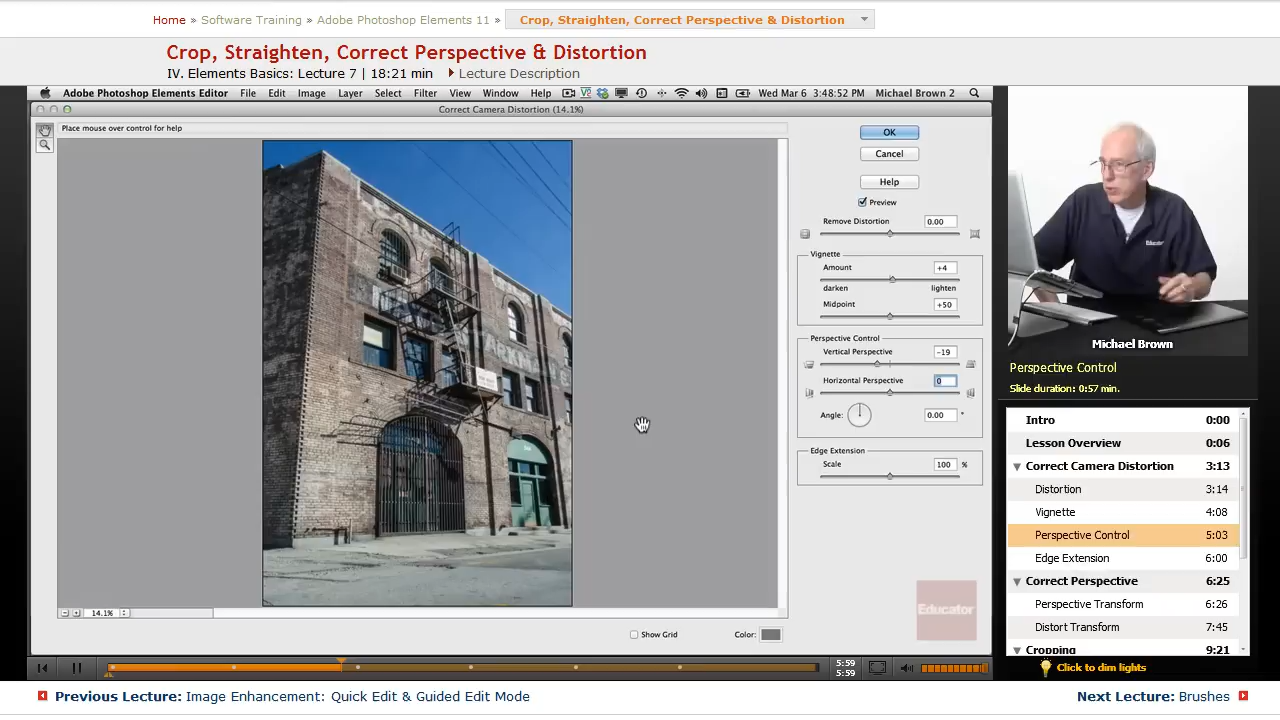 Home » Software Training » Adobe Photoshop Elements 11 » Crop, Straighten, Correct Perspective & Distortion
Crop, Straighten, Correct Perspective & Distortion
IV. Elements Basics: Lecture 7 | 18:21 min Lecture Description
Adobe Photoshop Elements Editor File Edit Image Layer Select Filter View Window Help Wed Mar 6 3:48:52 PM Michael Brown 2
Correct Camera Distortion (14.1%)
Place mouse over control for help
OK
Cancel
Help
Preview
Remove Distortion 0.00
Vignette
Amount +4
darken lighten
Midpoint +50
Perspective Control
Vertical Perspective -19
Horizontal Perspective 0
Angle: 0.00 °
Edge Extension
Scale 100 %
14.1%
Show Grid Color:
Educator
Educator
Michael Brown
Perspective Control
Slide duration: 0:57 min.
Intro 0:00
Lesson Overview 0:06
Correct Camera Distortion 3:13
Distortion 3:14
Vignette 4:08
Perspective Control 5:03
Edge Extension 6:00
Correct Perspective 6:25
Perspective Transform 6:26
Distort Transform 7:45
Cropping 9:21
5:59
5:59
Click to dim lights
Previous Lecture: Image Enhancement: Quick Edit & Guided Edit Mode
Next Lecture: Brushes